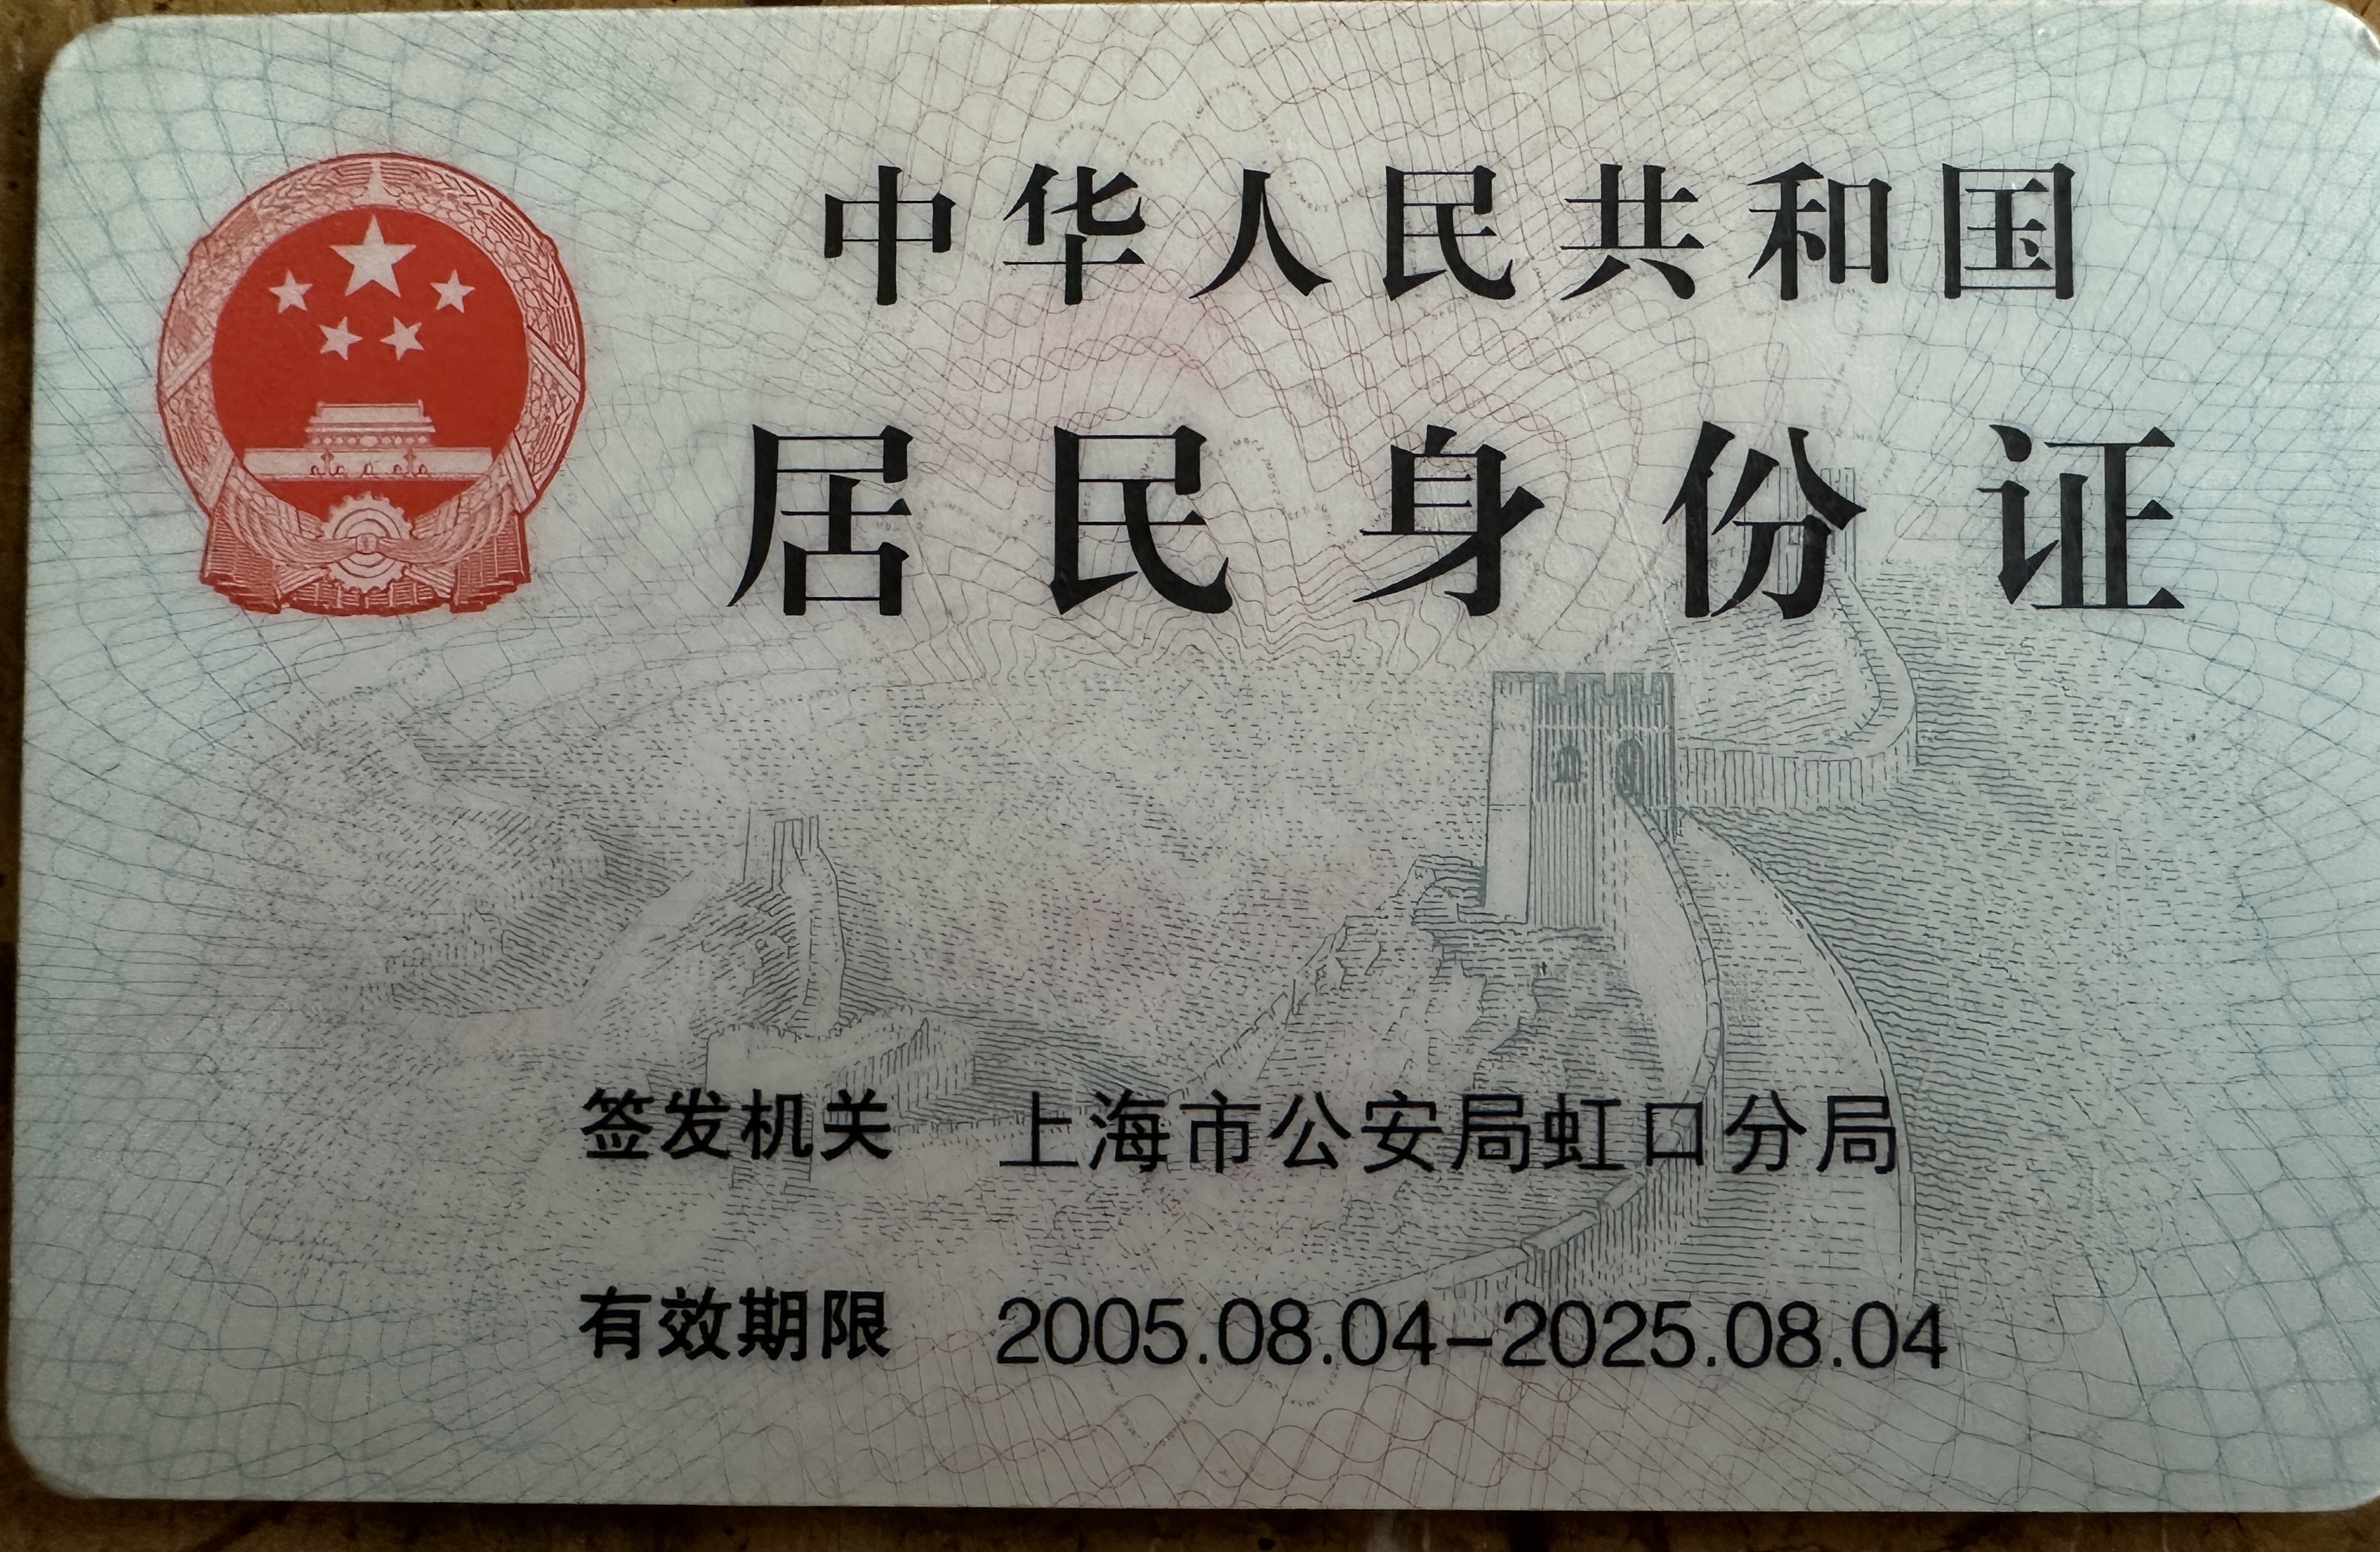 中华人民共和国
居民身份证
签发机关 上海市公安局虹口分局
有效期限 2005.08.04-2025.08.04